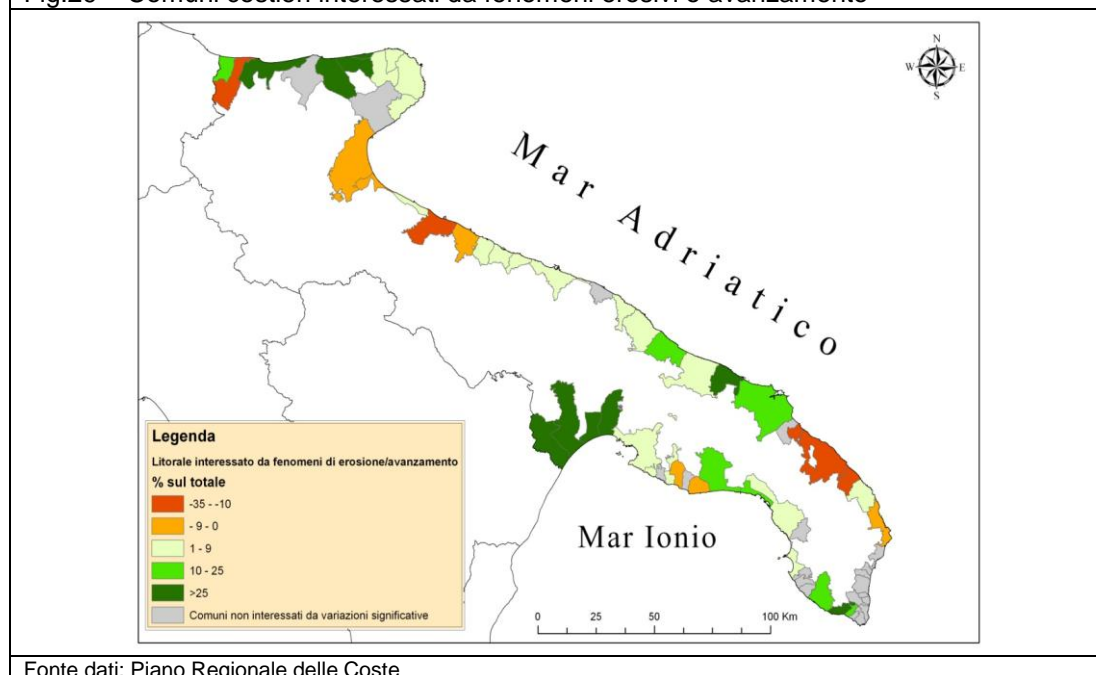 Fig.20 – Comuni costieri interessati da fenomeni erosivi e avanzamento
N
W E
S
Mar Adriatico
Legenda
Litorale interessato da fenomeni di erosione/avanzamento
% sul totale
-35 - -10
- 9 - 0
1 - 9
10 - 25
>25
Comuni non interessati da variazioni significative
Mar Ionio
0 25 50 100 Km
Fonte dati: Piano Regionale delle Coste